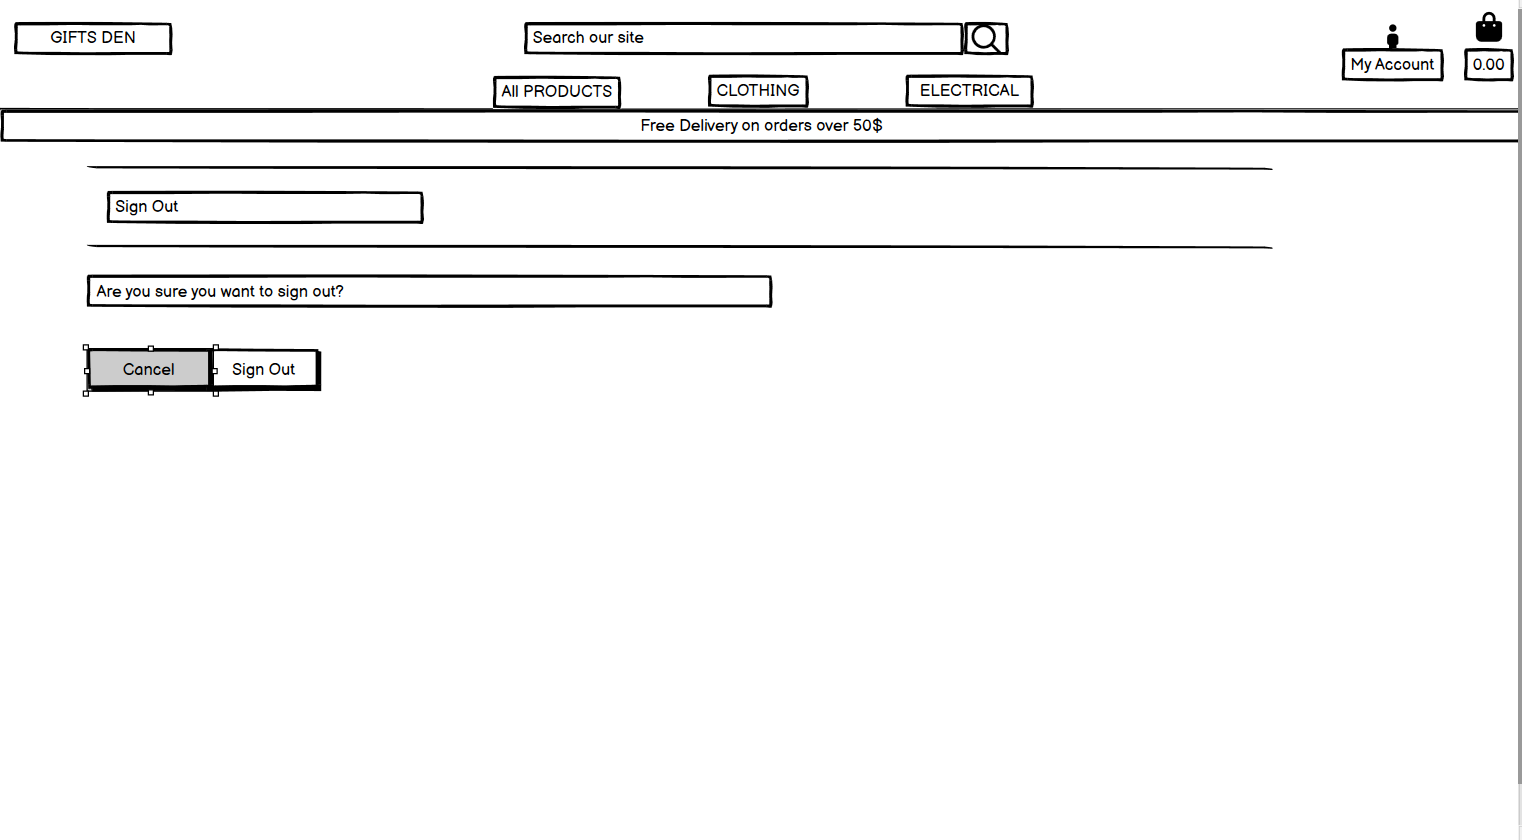 GIFTS DEN
Search our site
My Account
0.00
All PRODUCTS
CLOTHING
ELECTRICAL
Free Delivery on orders over 50$
Sign Out
Are you sure you want to sign out?
Cancel
Sign Out